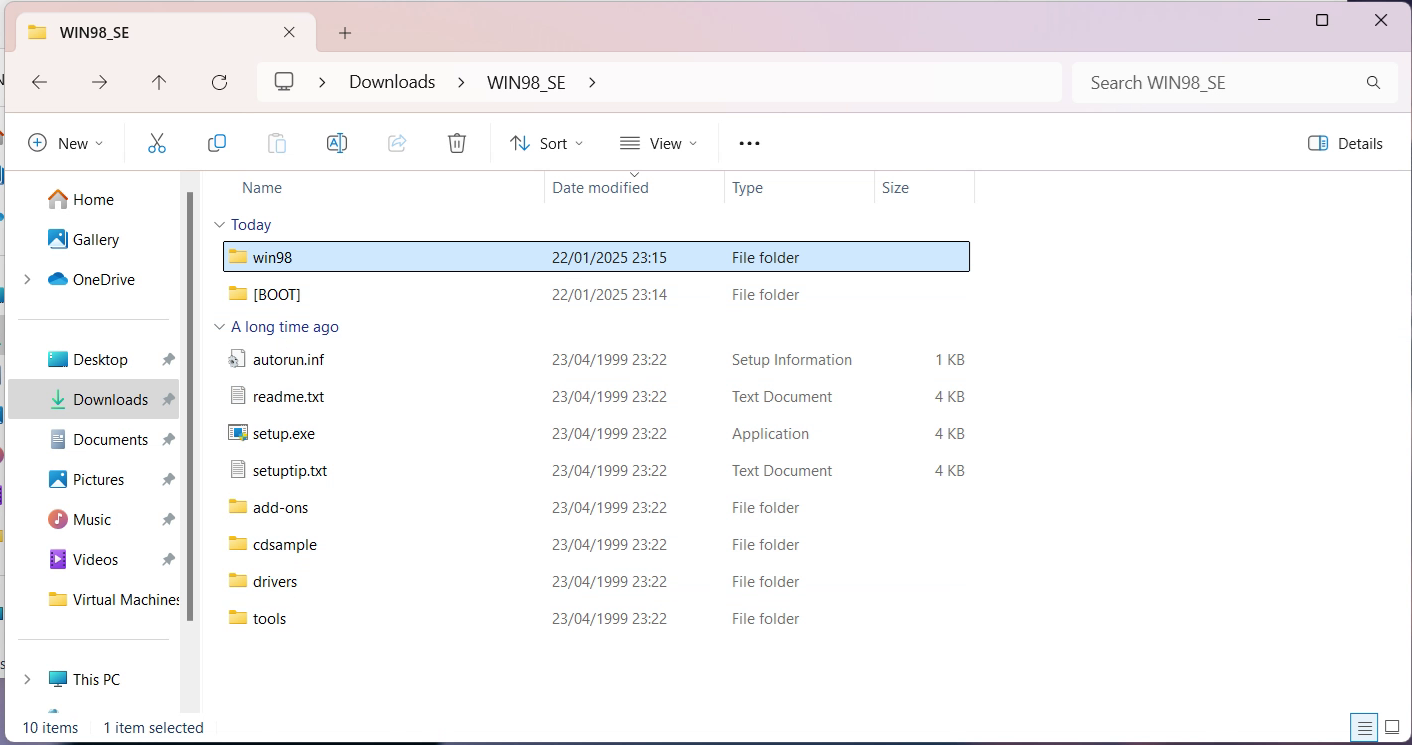 WIN98_SE
Downloads WIN98_SE
Search WIN98_SE
New
Sort
View
Details
Name Date modified Type Size
Home
Gallery
OneDrive
Desktop
Downloads
Documents
Pictures
Music
Videos
Virtual Machines
This PC
Today
win98 22/01/2025 23:15 File folder
[BOOT] 22/01/2025 23:14 File folder
A long time ago
autorun.inf 23/04/1999 23:22 Setup Information 1 KB
readme.txt 23/04/1999 23:22 Text Document 4 KB
setup.exe 23/04/1999 23:22 Application 4 KB
setuptip.txt 23/04/1999 23:22 Text Document 4 KB
add-ons 23/04/1999 23:22 File folder
cdsample 23/04/1999 23:22 File folder
drivers 23/04/1999 23:22 File folder
tools 23/04/1999 23:22 File folder
10 items 1 item selected